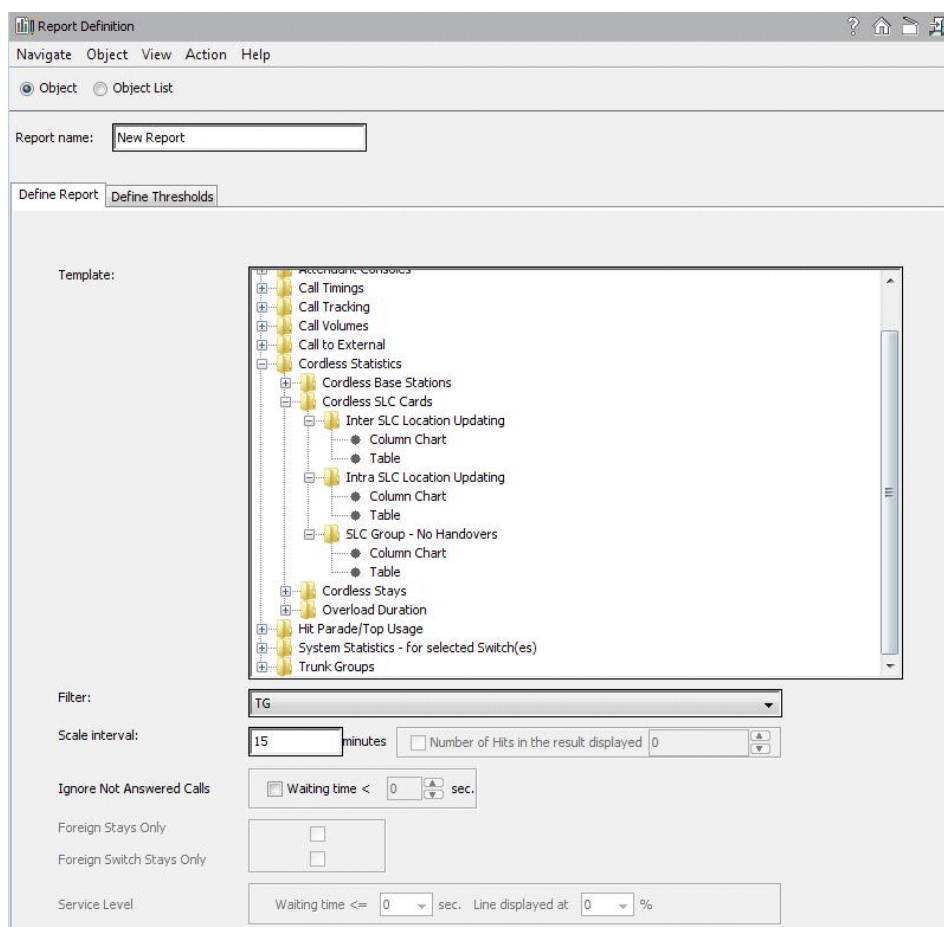 Report Definition
Navigate Object View Action Help
Object Object List
Report name: New Report
Define Report Define Thresholds
Template:
Attendant Consoles
Call Timings
Call Tracking
Call Volumes
Call to External
Cordless Statistics
Cordless Base Stations
Cordless SLC Cards
Inter SLC Location Updating
Column Chart
Table
Intra SLC Location Updating
Column Chart
Table
SLC Group - No Handovers
Column Chart
Table
Cordless Stays
Overload Duration
Hit Parade/Top Usage
System Statistics - for selected Switch(es)
Trunk Groups
Filter: TG
Scale interval: 15 minutes Number of Hits in the result displayed 0
Ignore Not Answered Calls Waiting time < 0 sec.
Foreign Stays Only
Foreign Switch Stays Only
Service Level Waiting time <= 0 sec. Line displayed at 0 %